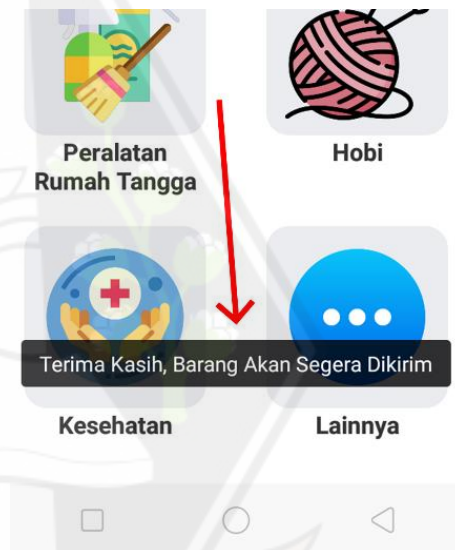 Peralatan
Rumah Tangga
Hobi
Terima Kasih, Barang Akan Segera Dikirim
Kesehatan
Lainnya